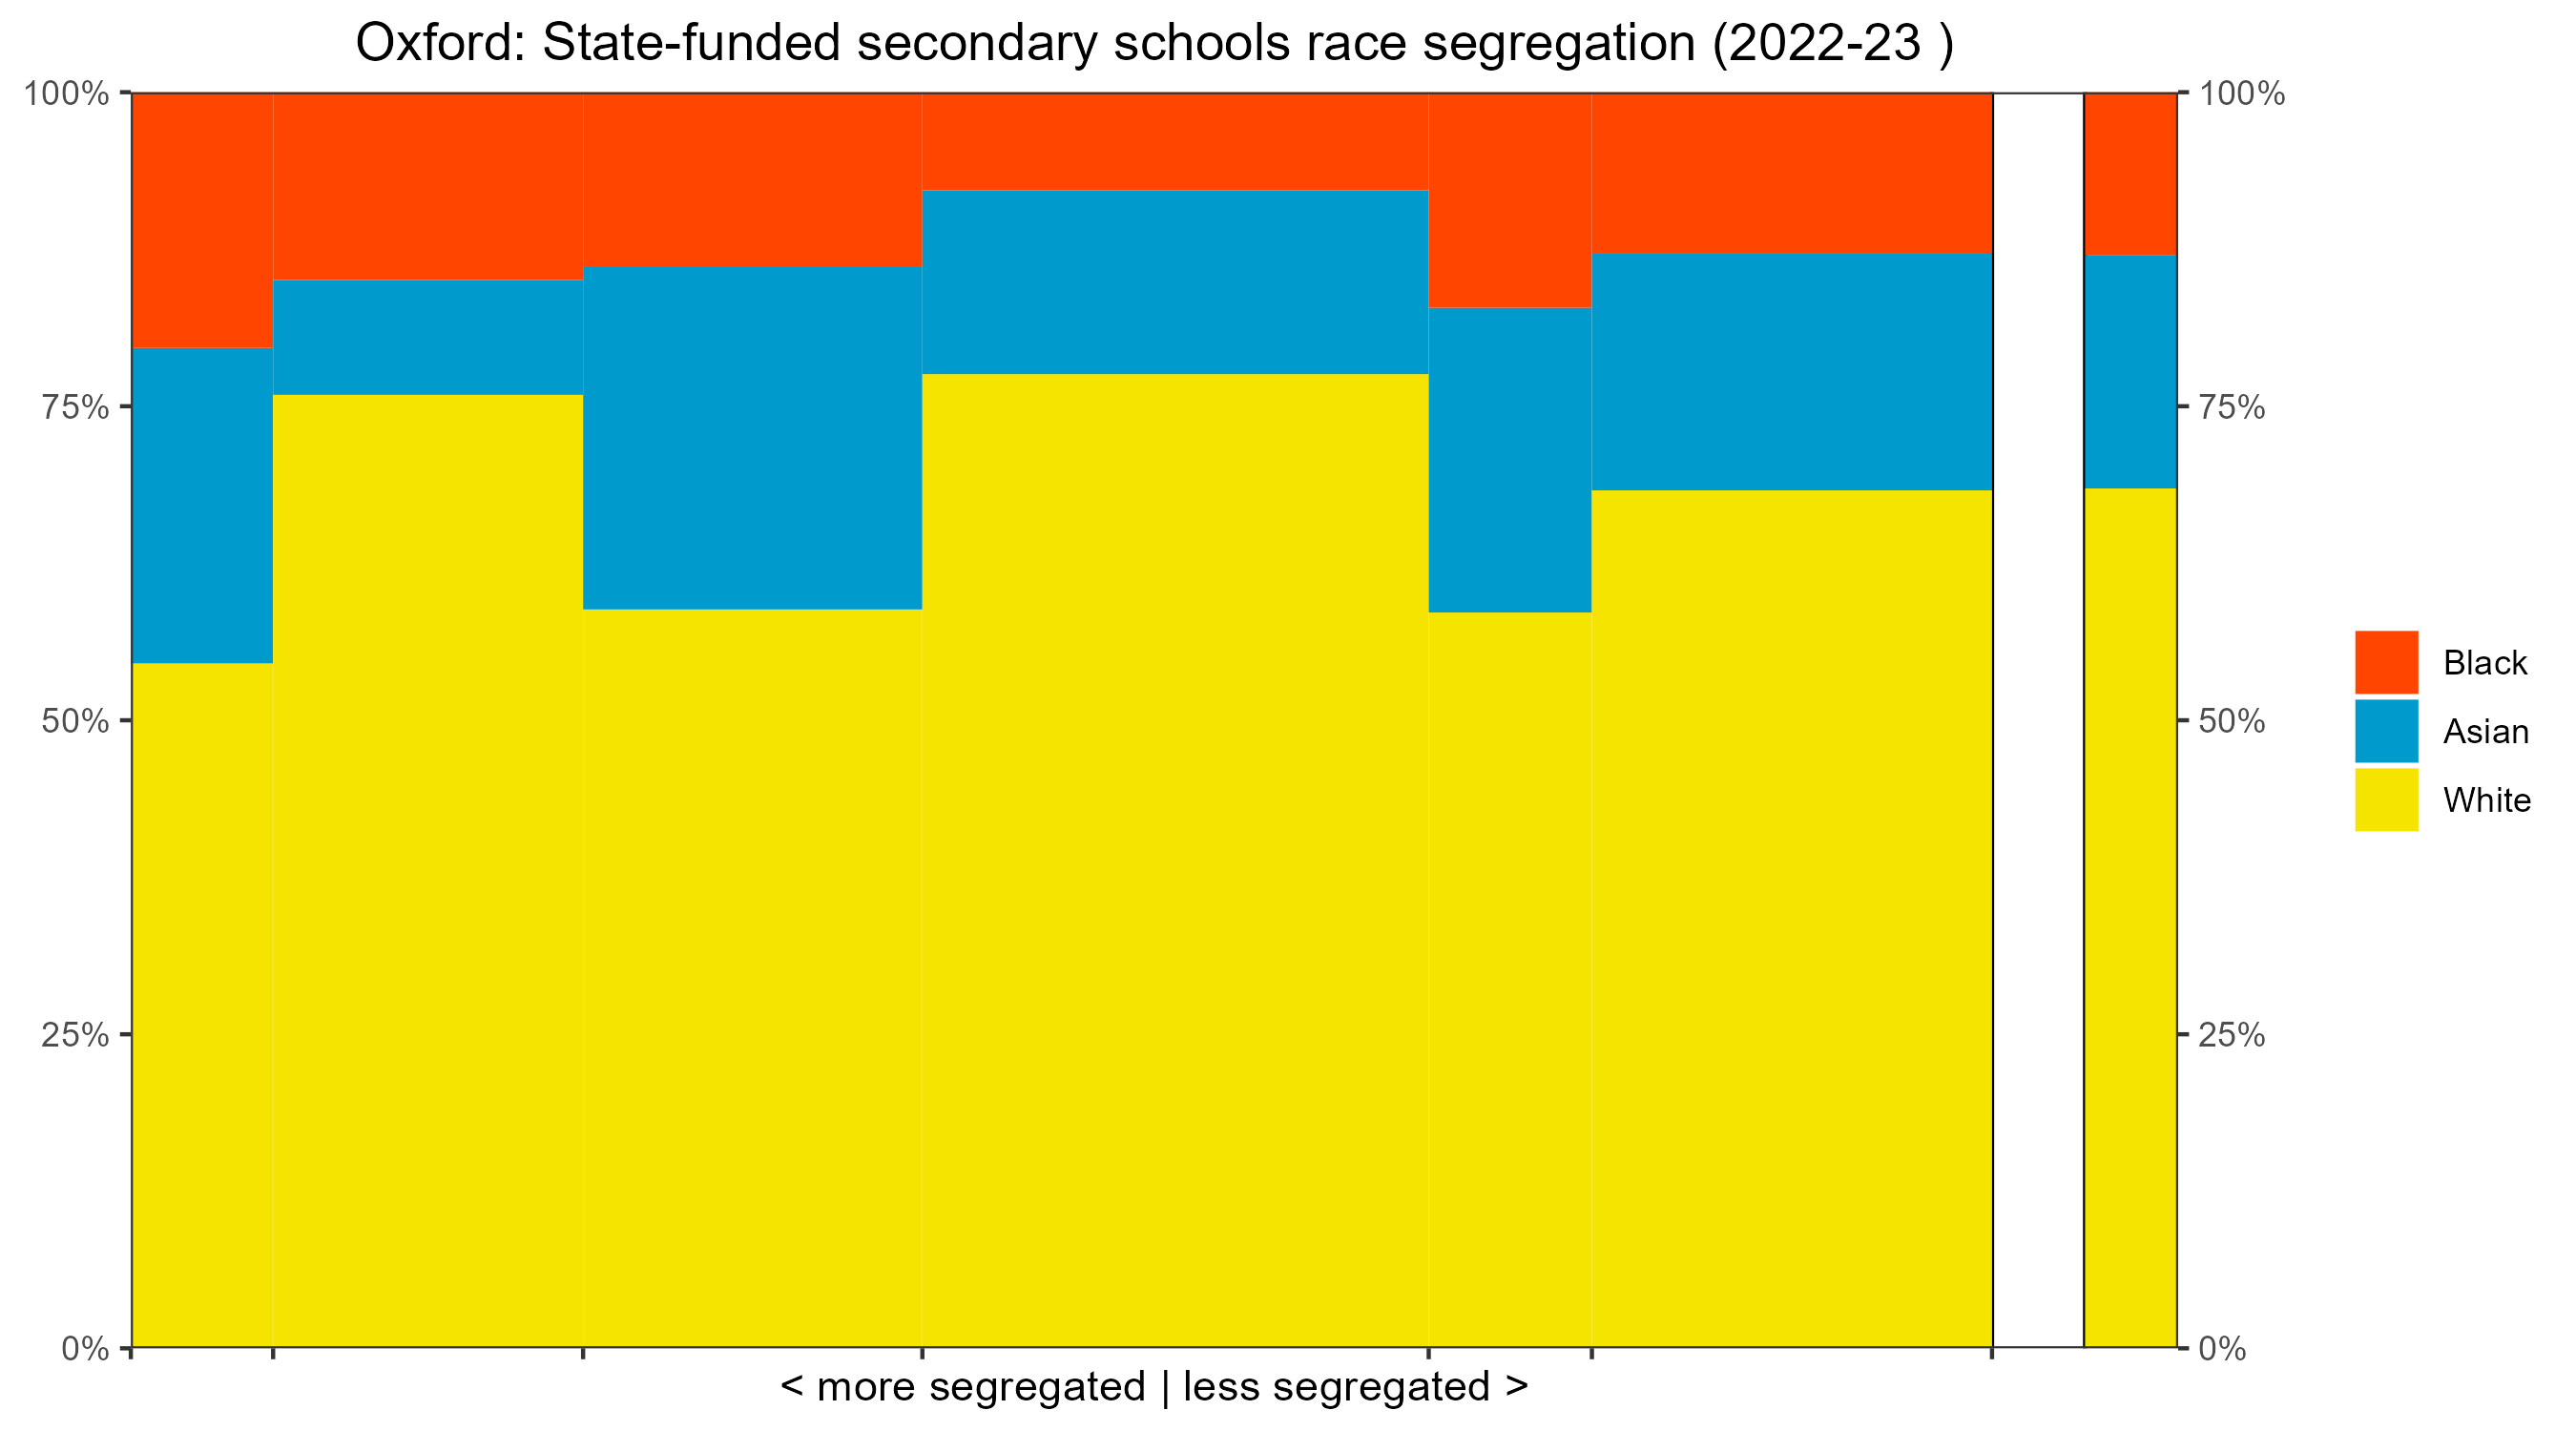 Oxford: State-funded secondary schools race segregation (2022-23 )
100%
75%
50%
25%
0%
100%
75%
50%
25%
0%
Black
Asian
White
< more segregated | less segregated >